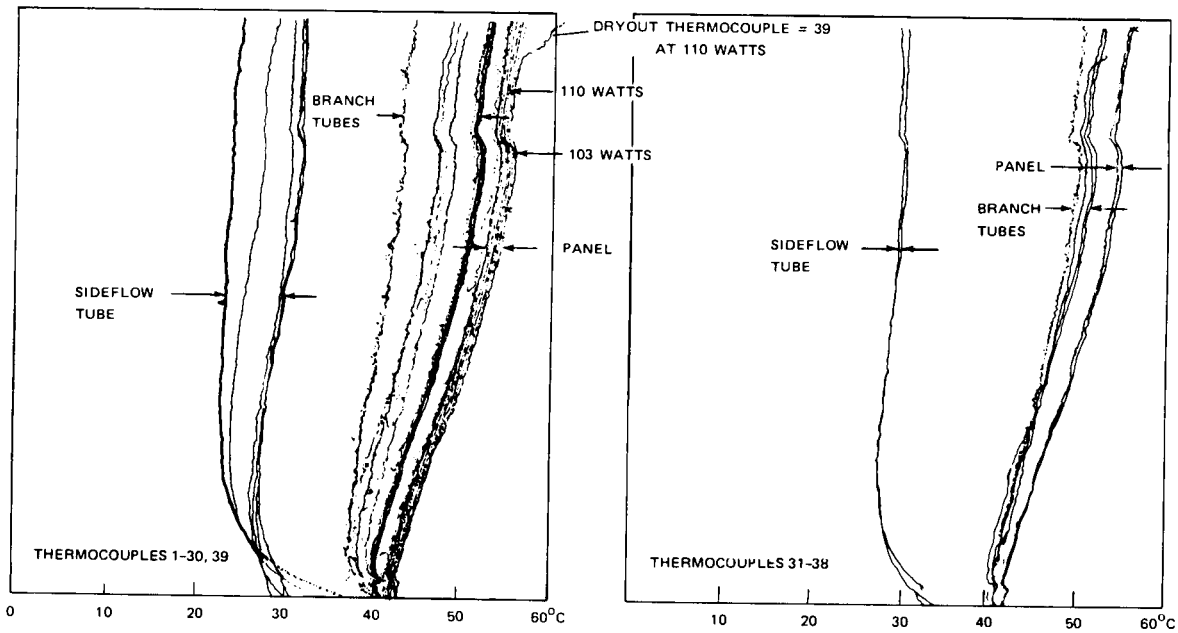 DRYOUT THERMOCOUPLE = 39
AT 110 WATTS
110 WATTS
BRANCH
TUBES
103 WATTS
PANEL
SIDEFLOW
TUBE
THERMOCOUPLES 1-30, 39
0 10 20 30 40 50 60°C
PANEL
BRANCH
TUBES
SIDEFLOW
TUBE
THERMOCOUPLES 31-38
10 20 30 40 50 60°C